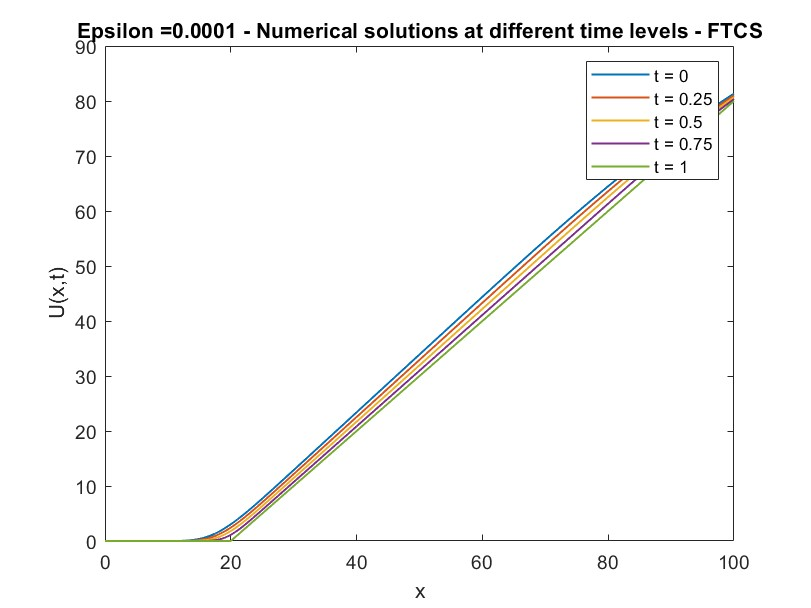 Epsilon =0.0001 - Numerical solutions at different time levels - FTCS
90
80
70
60
50
40
30
20
10
0
U(x,t)
t = 0
t = 0.25
t = 0.5
t = 0.75
t = 1
0 20 40 60 80 100
x